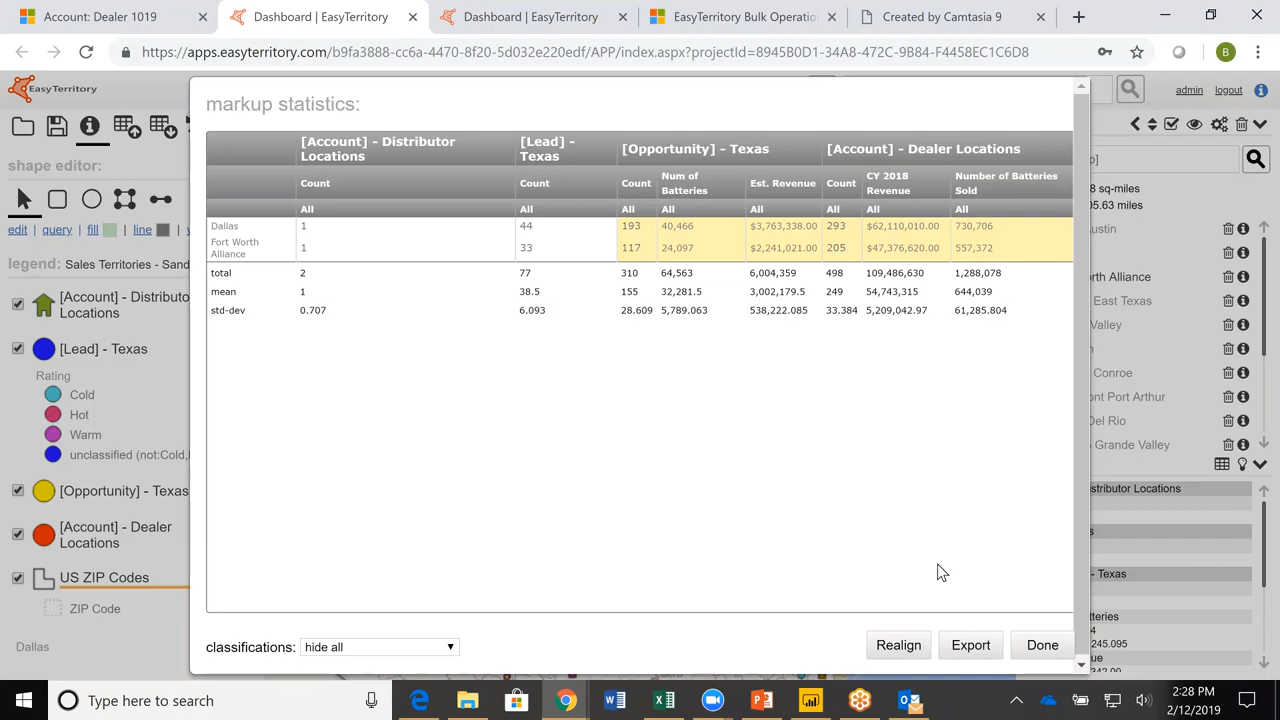 Account: Dealer 1019
Dashboard | EasyTerritory
Dashboard | EasyTerritory
EasyTerritory Bulk Operatio
Created by Camtasia 9
https://apps.easyterritory.com/b9fa3888-cc6a-4470-8f20-5d032e220edf/APP/index.aspx?projectId=8945B0D1-34A8-472C-9B84-F4458EC1C6D8
B
EasyTerritory
admin
logout
shape editor:
edit | query | fill | line
legend: Sales Territories - Sand
[Account] - Distributo
Locations
[Lead] - Texas
Rating
Cold
Hot
Warm
unclassified (not:Cold,
[Opportunity] - Texas
[Account] - Dealer
Locations
US ZIP Codes
ZIP Code
Dallas
markup statistics:
[Account] - Distributor Locations [Lead] - Texas [Opportunity] - Texas [Account] - Dealer Locations
Count Count Count Num of Batteries Est. Revenue Count CY 2018 Revenue Number of Batteries Sold
All All All All All All All All
Dallas 1 44 193 40,466 $3,763,338.00 293 $62,110,010.00 730,706
Fort Worth Alliance 1 33 117 24,097 $2,241,021.00 205 $47,376,620.00 557,372
total 2 77 310 64,563 6,004,359 498 109,486,630 1,288,078
mean 1 38.5 155 32,281.5 3,002,179.5 249 54,743,315 644,039
std-dev 0.707 6.093 28.609 5,789.063 538,222.085 33.384 5,209,042.97 61,285.804
classifications: hide all
Realign
Export
Done
p]
8 sq-miles
05.63 miles
ustin
rth Alliance
East Texas
Valley
n
Conroe
nt Port Arthur
Del Rio
Grande Valley
stributor Locations
s
- Texas
tteries
4
245.095
ue
Type here to search
2:28 PM
2/12/2019